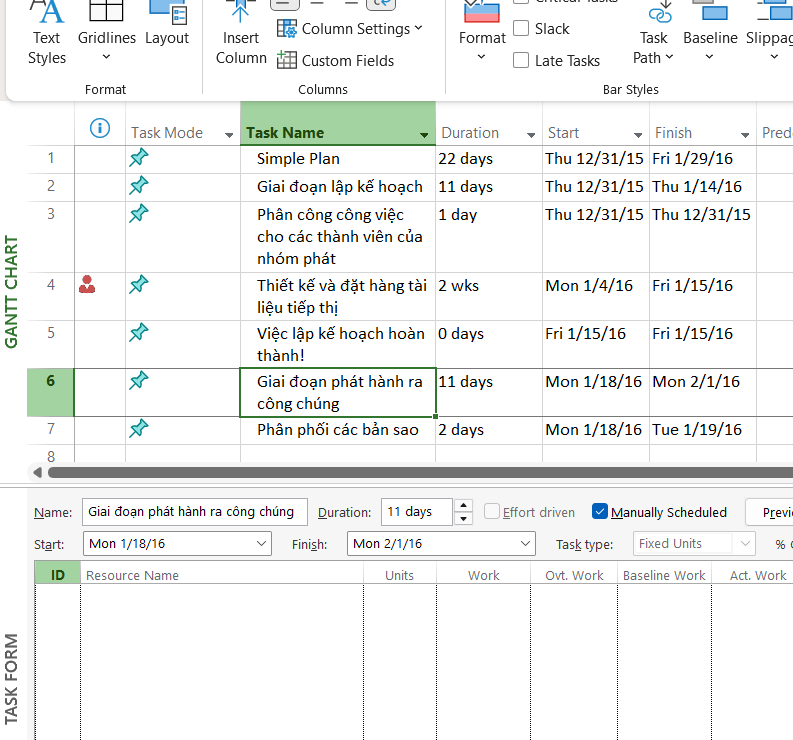 Critical Tasks
Text
Styles
Gridlines
Layout
Format
Insert
Column
Column Settings
Custom Fields
Columns
Format
Slack
Late Tasks
Task
Path
Baseline
Slippag
Bar Styles
Task Mode Task Name Duration Start Finish Pred
1 Simple Plan 22 days Thu 12/31/15 Fri 1/29/16
2 Giai đoạn lập kế hoạch 11 days Thu 12/31/15 Thu 1/14/16
3 Phân công công việc 1 day Thu 12/31/15 Thu 12/31/15
cho các thành viên của
nhóm phát
4 Thiết kế và đặt hàng tài 2 wks Mon 1/4/16 Fri 1/15/16
liệu tiếp thị
5 Việc lập kế hoạch hoàn 0 days Fri 1/15/16 Fri 1/15/16
thành!
6 Giai đoạn phát hành ra 11 days Mon 1/18/16 Mon 2/1/16
công chúng
7 Phân phối các bản sao 2 days Mon 1/18/16 Tue 1/19/16
8
GANTT CHART
Name: Giai đoạn phát hành ra công chúng Duration: 11 days Effort driven Manually Scheduled Previ
Start: Mon 1/18/16 Finish: Mon 2/1/16 Task type: Fixed Units %
ID Resource Name Units Work Ovt. Work Baseline Work Act. Work
TASK FORM